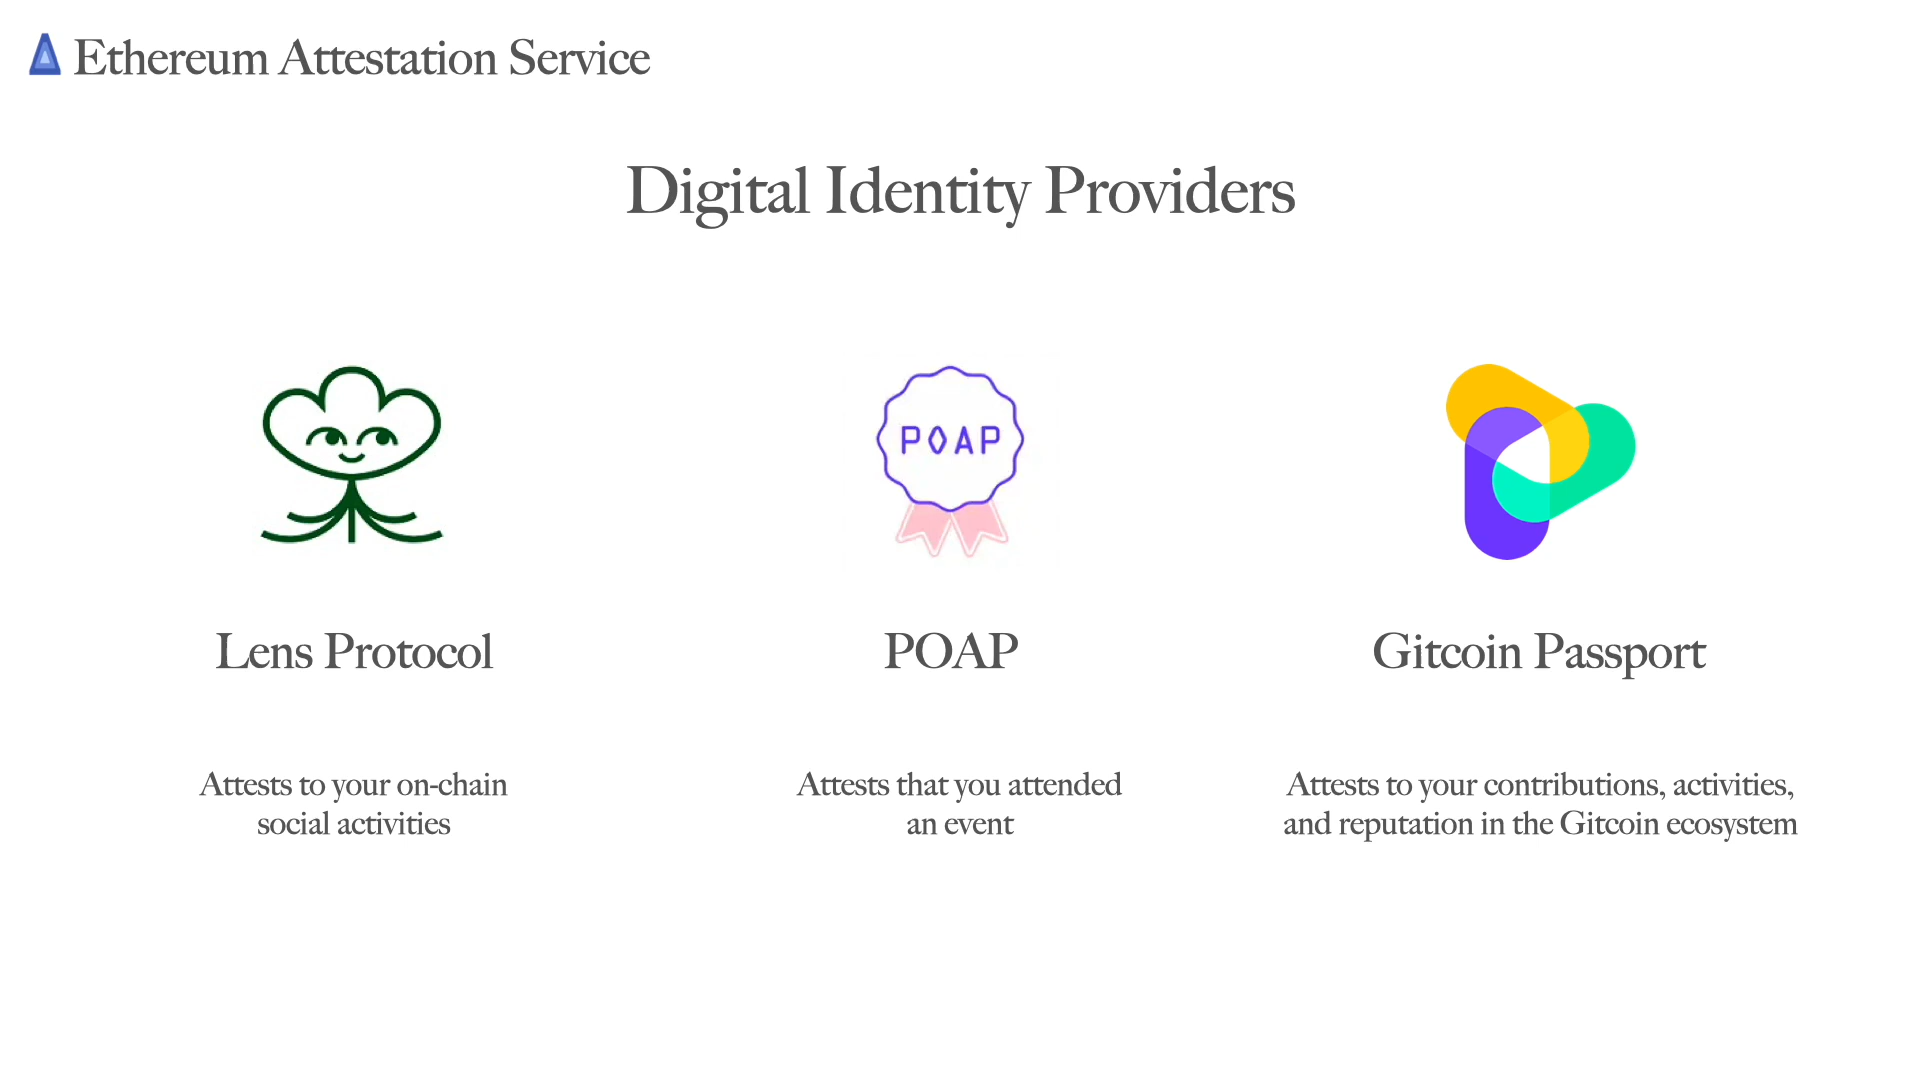 Ethereum Attestation Service
Digital Identity Providers
POAP
Lens Protocol
POAP
Gitcoin Passport
Attests to your on-chain
social activities
Attests that you attended
an event
Attests to your contributions, activities,
and reputation in the Gitcoin ecosystem